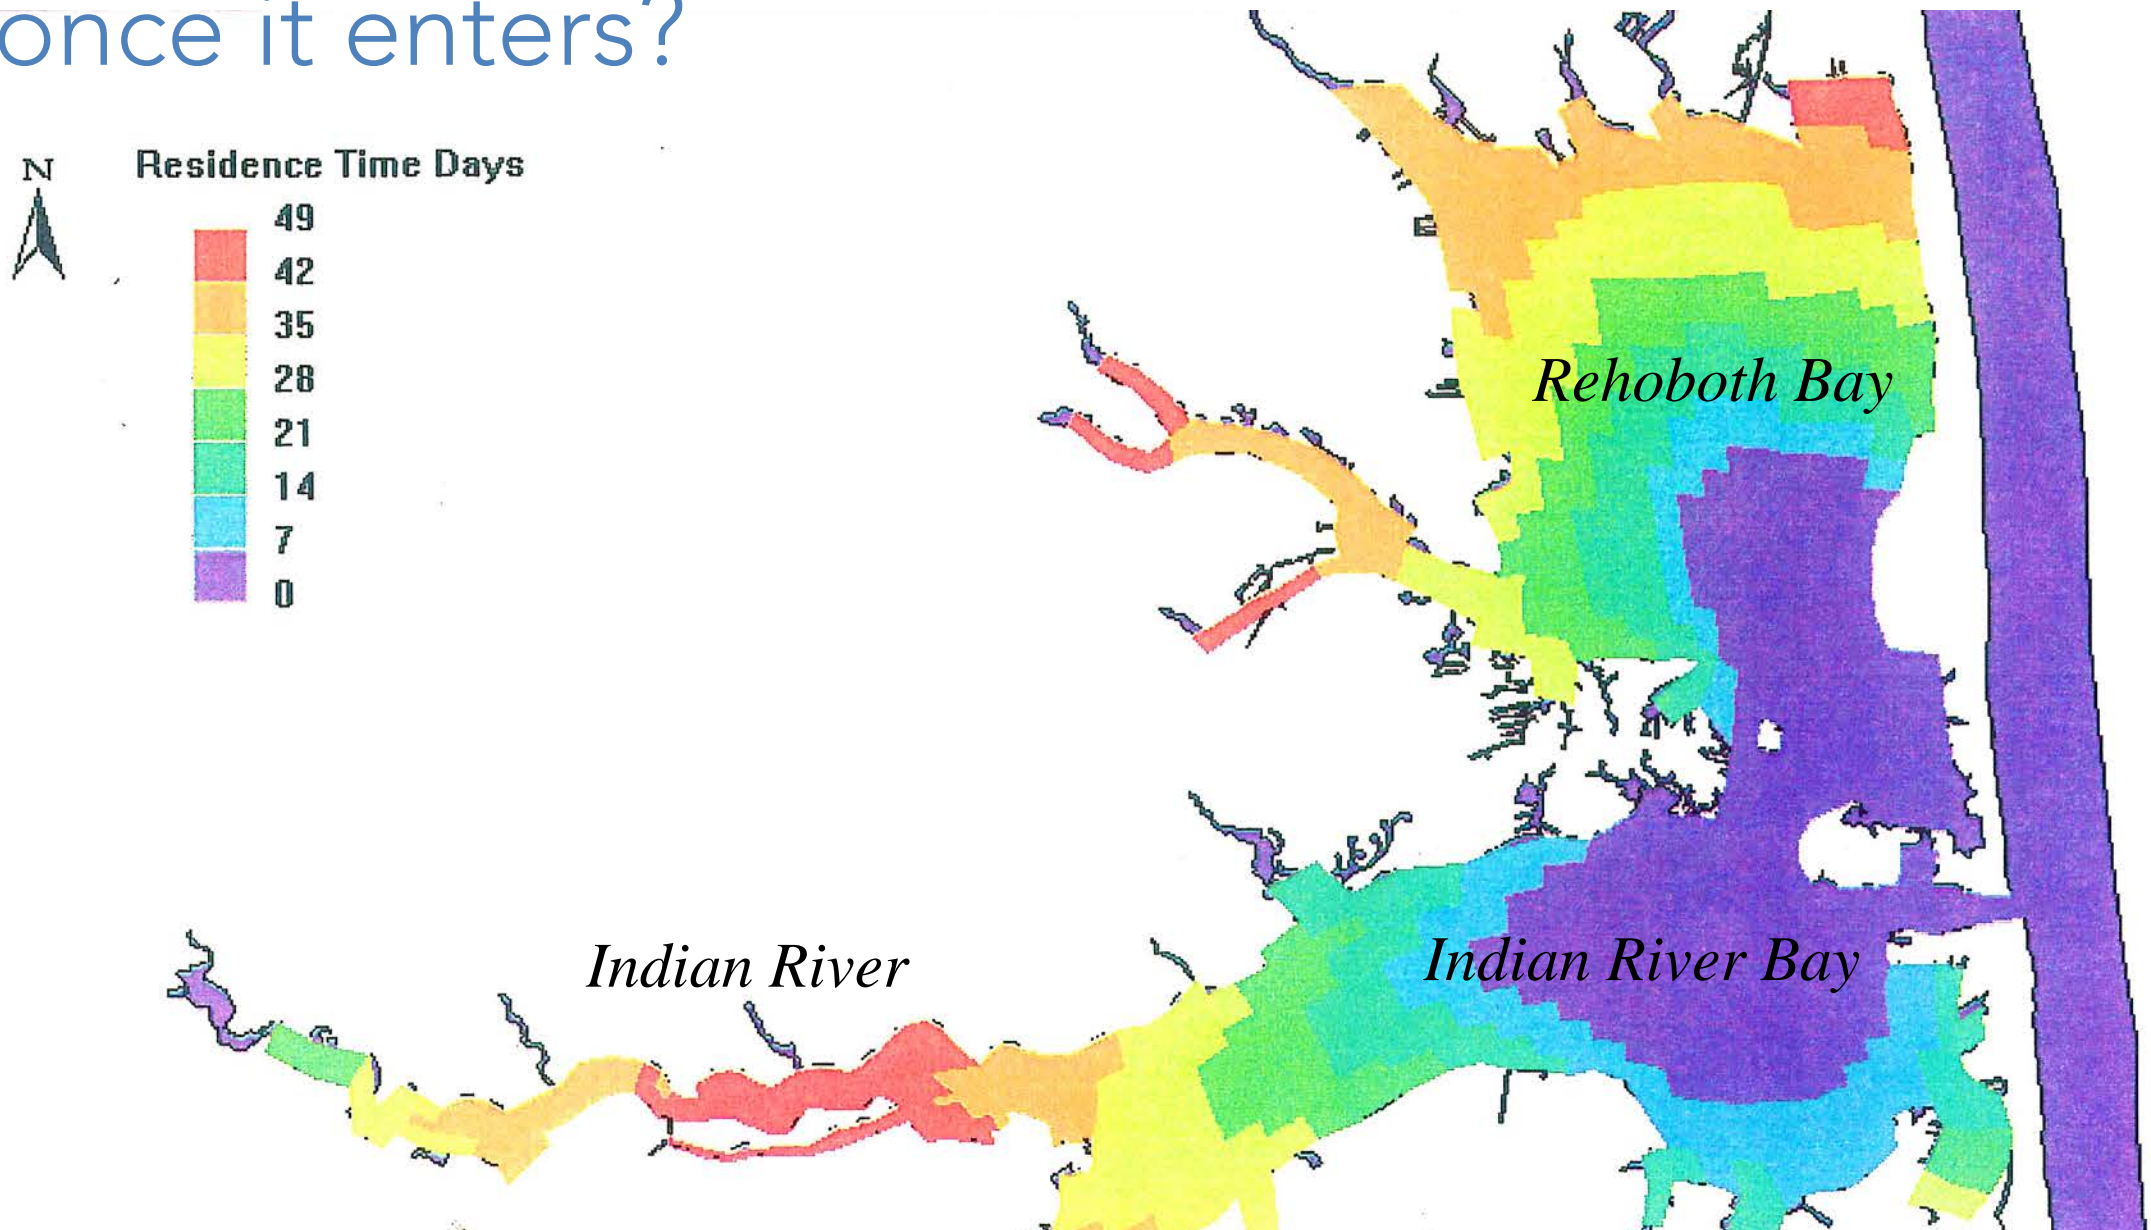 once it enters?
N
Residence Time Days
49
42
35
28
21
14
7
0
Rehoboth Bay
Indian River
Indian River Bay